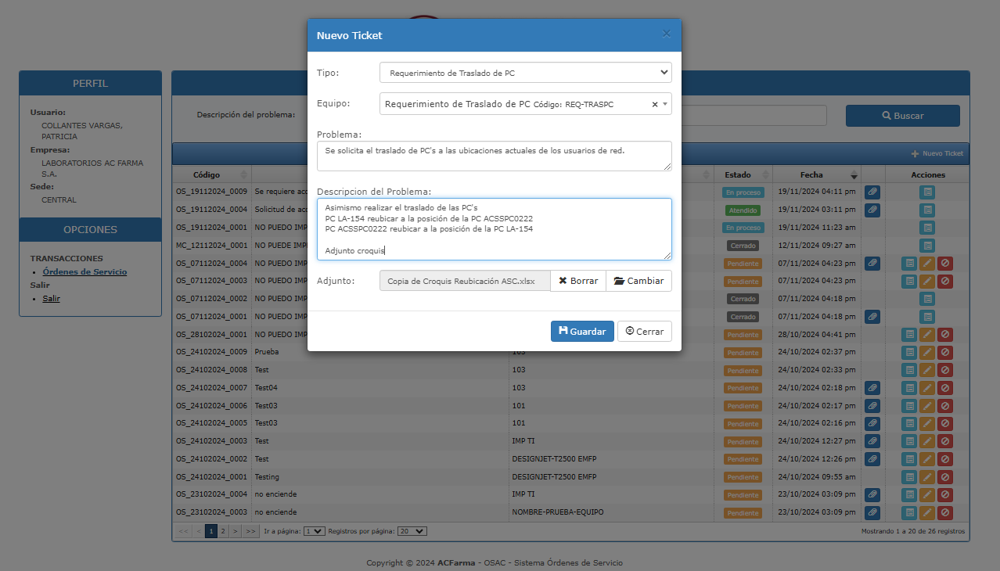 Nuevo Ticket ×
Tipo: Requerimiento de Traslado de PC
Equipo: Requerimiento de Traslado de PC Código: REQ-TRASPC ×
Problema:
Se solicita el traslado de PC's a las ubicaciones actuales de los usuarios de red.
Descripcion del Problema:
Asimismo realizar el traslado de las PC's
PC LA-154 reubicar a la posición de la PC ACSSPC0222
PC ACSSPC0222 reubicar a la posición de la PC LA-154
Adjunto croquis
Adjunto: Copia de Croquis Reubicación ASC.xlsx Borrar Cambiar
Guardar Cerrar
PERFIL
Usuario:
COLLANTES VARGAS,
PATRICIA
Empresa:
LABORATORIOS AC FARMA
S.A.
Sede:
CENTRAL
OPCIONES
TRANSACCIONES
Órdenes de Servicio
Salir
Salir
Descripción del problema: Buscar
Nuevo Ticket
Código Estado Fecha Acciones
OS_19112024_0009 Se requiere acc En proceso 19/11/2024 04:11 pm
OS_19112024_0004 Solicitud de acc Atendido 19/11/2024 03:11 pm
OS_19112024_0001 NO PUEDO IMP En proceso 19/11/2024 11:23 am
MC_12112024_0001 NO PUEDE IMP Cerrado 12/11/2024 09:27 am
OS_07112024_0004 NO PUEDO IMP Pendiente 07/11/2024 04:23 pm
OS_07112024_0003 NO PUEDO IMP Pendiente 07/11/2024 04:23 pm
OS_07112024_0002 NO PUEDO IMP Cerrado 07/11/2024 04:18 pm
OS_07112024_0001 NO PUEDO IMP Cerrado 07/11/2024 04:18 pm
OS_28102024_0001 NO PUEDO IMP Pendiente 28/10/2024 04:41 pm
OS_24102024_0009 Prueba 103 Pendiente 24/10/2024 02:37 pm
OS_24102024_0008 Test 103 Pendiente 24/10/2024 02:33 pm
OS_24102024_0007 Test04 103 Pendiente 24/10/2024 02:18 pm
OS_24102024_0006 Test03 101 Pendiente 24/10/2024 02:17 pm
OS_24102024_0005 Test03 101 Pendiente 24/10/2024 02:16 pm
OS_24102024_0003 Test IMP TI Pendiente 24/10/2024 12:27 pm
OS_24102024_0002 Test DESIGNJET-T2500 EMFP Pendiente 24/10/2024 12:26 pm
OS_24102024_0001 Testing DESIGNJET-T2500 EMFP Pendiente 24/10/2024 09:55 am
OS_23102024_0004 no enciende IMP TI Pendiente 23/10/2024 03:09 pm
OS_23102024_0003 no enciende NOMBRE-PRUEBA-EQUIPO Pendiente 23/10/2024 03:09 pm
<< < 1 2 > >> Ir a página: 1 Registros por página: 20 Mostrando 1 a 20 de 26 registros
Copyright © 2024 ACFarma - OSAC - Sistema Órdenes de Servicio